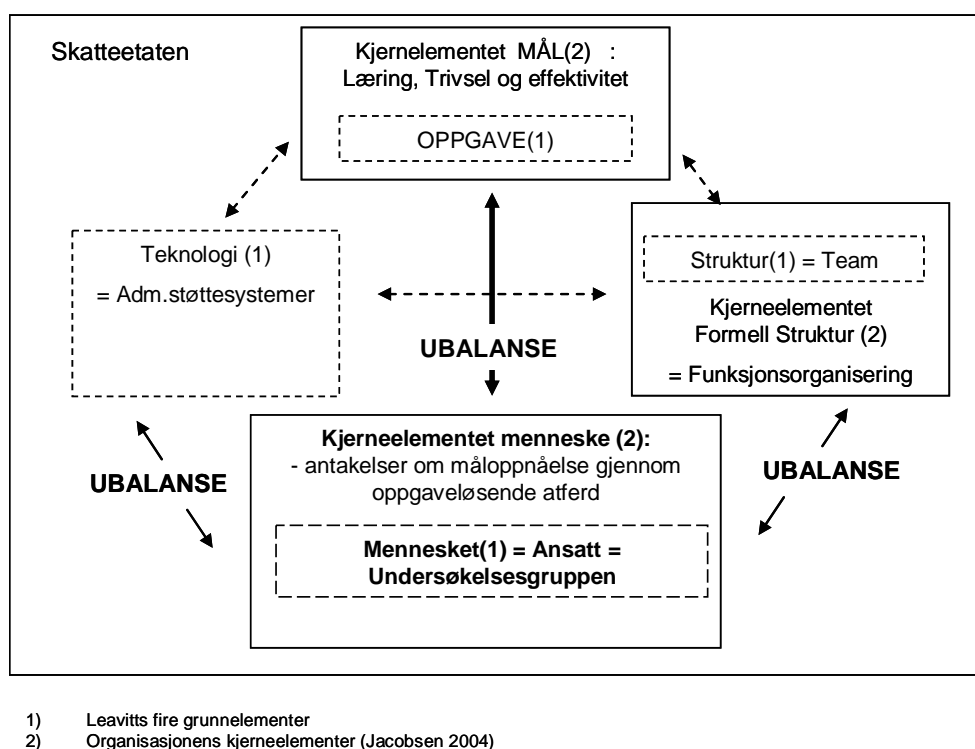 Skatteetaten
Kjernelementet MÅL(2) :
Læring, Trivsel og effektivitet
OPPGAVE(1)
Teknologi (1)
= Adm.støttesystemer
Struktur(1) = Team
Kjerneelementet
Formell Struktur (2)
= Funksjonsorganisering
UBALANSE
UBALANSE
UBALANSE
Kjerneelementet menneske (2):
- antakelser om måloppnåelse gjennom
oppgaveløsende atferd
Mennesket(1) = Ansatt =
Undersøkelsesgruppen
1) Leavitts fire grunnelementer
2) Organisasjonens kjerneelementer (Jacobsen 2004)